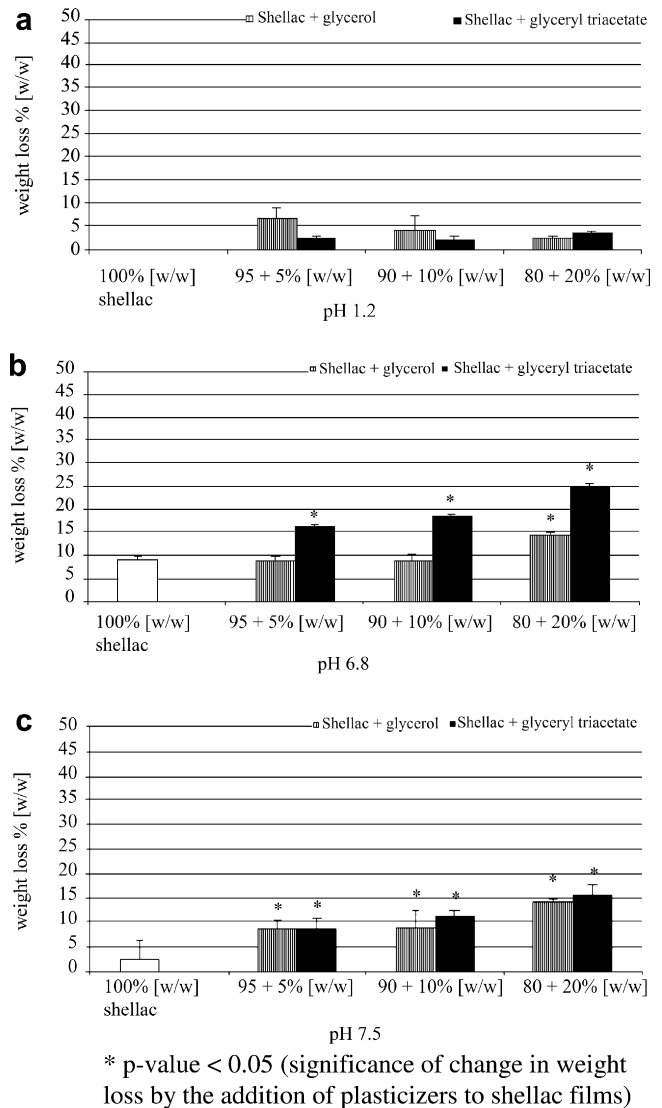 a
Shellac + glycerol
Shellac + glyceryl triacetate
weight loss % [w/w]
50
45
40
35
30
25
20
15
10
5
0
100% [w/w] shellac
95 + 5% [w/w]
90 + 10% [w/w]
80 + 20% [w/w]
pH 1.2
b
Shellac + glycerol
Shellac + glyceryl triacetate
weight loss % [w/w]
50
45
40
35
30
25
20
15
10
5
0
*
*
*
*
100% [w/w] shellac
95 + 5% [w/w]
90 + 10% [w/w]
80 + 20% [w/w]
pH 6.8
c
Shellac + glycerol
Shellac + glyceryl triacetate
weight loss % [w/w]
50
45
40
35
30
25
20
15
10
5
0
*
*
*
*
*
*
100% [w/w] shellac
95 + 5% [w/w]
90 + 10% [w/w]
80 + 20% [w/w]
pH 7.5
* p-value < 0.05 (significance of change in weight
loss by the addition of plasticizers to shellac films)